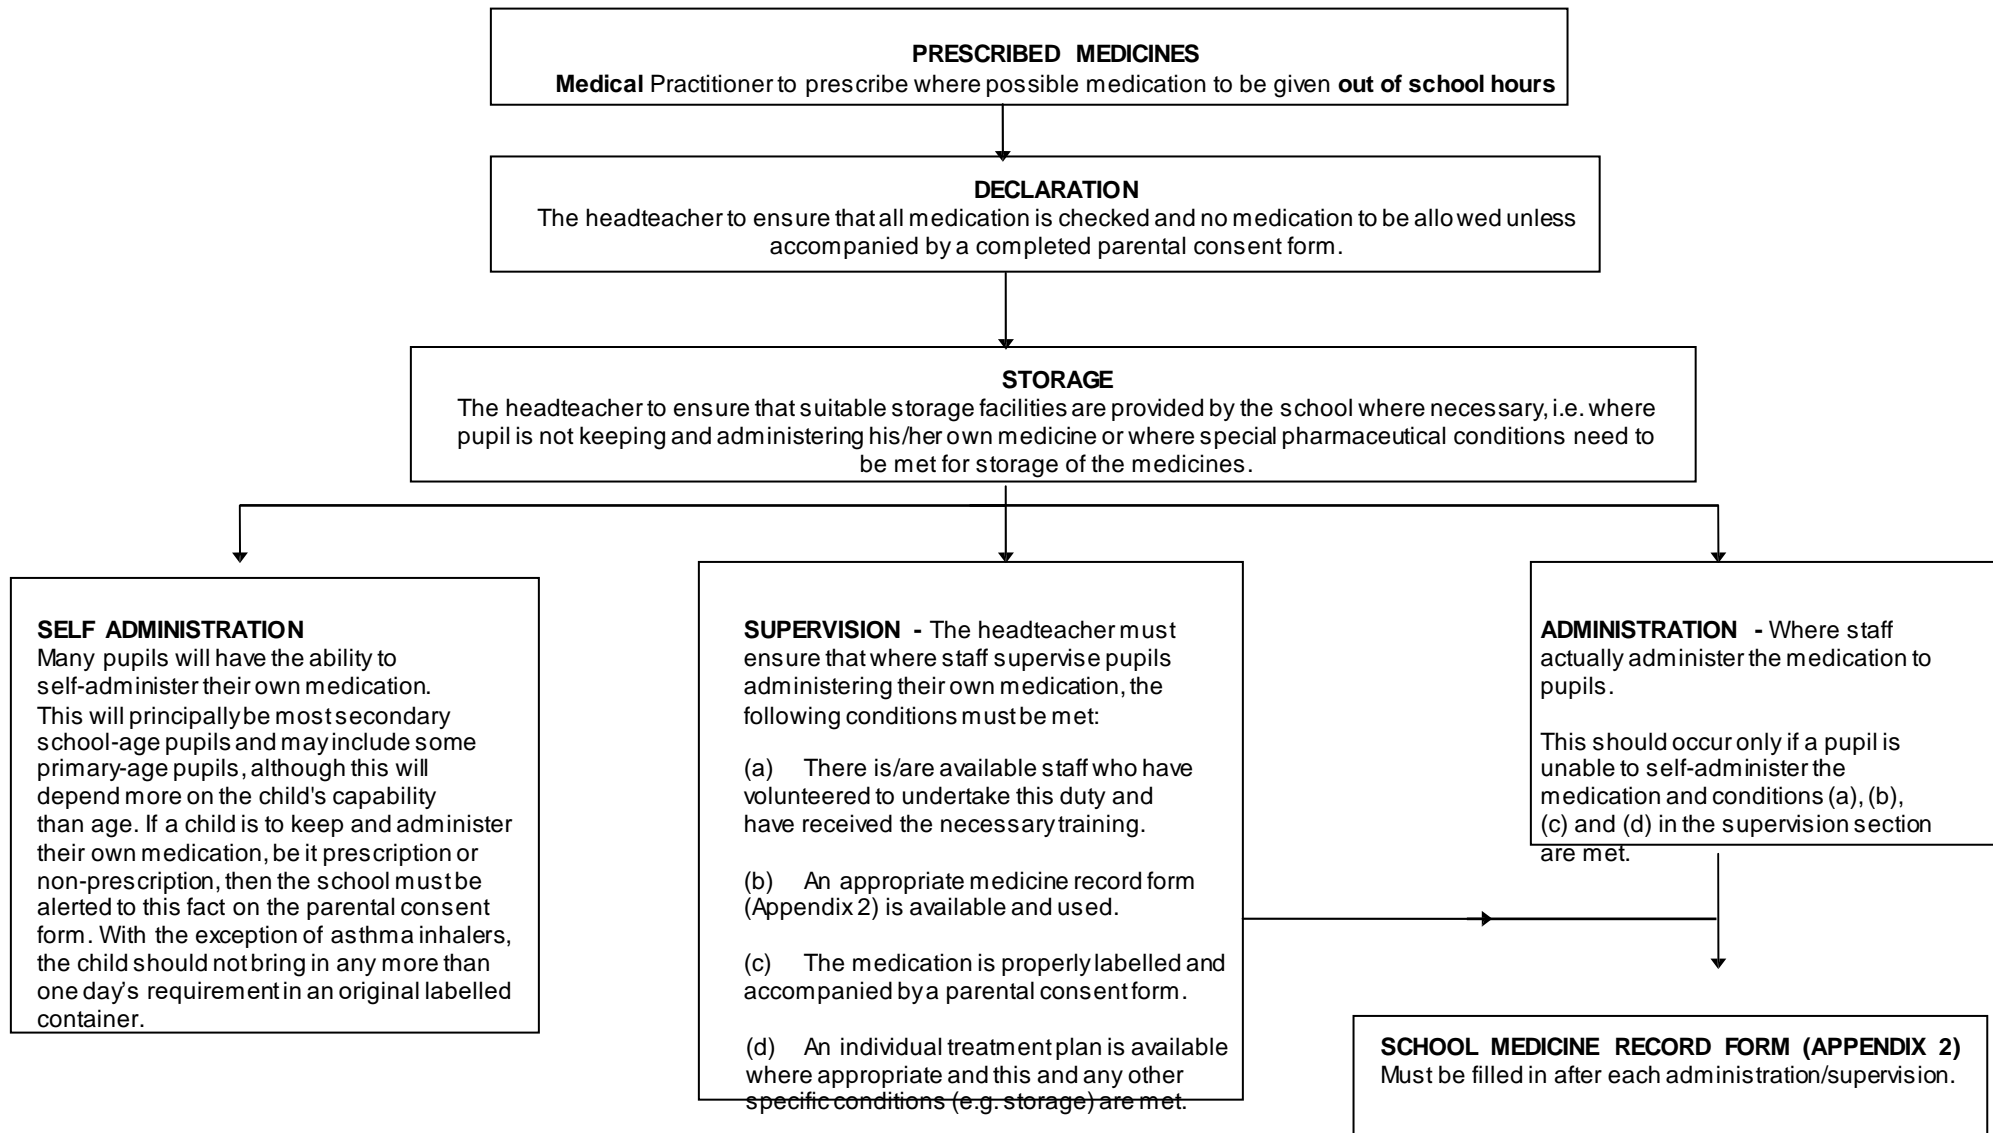 PRESCRIBED MEDICINES
Medical Practitioner to prescribe where possible medication to be given out of school hours
DECLARATION
The headteacher to ensure that all medication is checked and no medication to be allowed unless
accompanied by a completed parental consent form.
STORAGE
The headteacher to ensure that suitable storage facilities are provided by the school where necessary, i.e. where
pupil is not keeping and administering his/her own medicine or where special pharmaceutical conditions need to
be met for storage of the medicines.
SELF ADMINISTRATION
Many pupils will have the ability to
self-administer their own medication.
This will principally be most secondary
school-age pupils and may include some
primary-age pupils, although this will
depend more on the child's capability
than age. If a child is to keep and administer
their own medication, be it prescription or
non-prescription, then the school must be
alerted to this fact on the parental consent
form. With the exception of asthma inhalers,
the child should not bring in any more than
one day’s requirement in an original labelled
container.
SUPERVISION - The headteacher must
ensure that where staff supervise pupils
administering their own medication, the
following conditions must be met:
(a) There is/are available staff who have
volunteered to undertake this duty and
have received the necessary training.
(b) An appropriate medicine record form
(Appendix 2) is available and used.
(c) The medication is properly labelled and
accompanied by a parental consent form.
(d) An individual treatment plan is available
where appropriate and this and any other
specific conditions (e.g. storage) are met.
ADMINISTRATION - Where staff
actually administer the medication to
pupils.
This should occur only if a pupil is
unable to self-administer the
medication and conditions (a), (b),
(c) and (d) in the supervision section
are met.
SCHOOL MEDICINE RECORD FORM (APPENDIX 2)
Must be filled in after each administration/supervision.